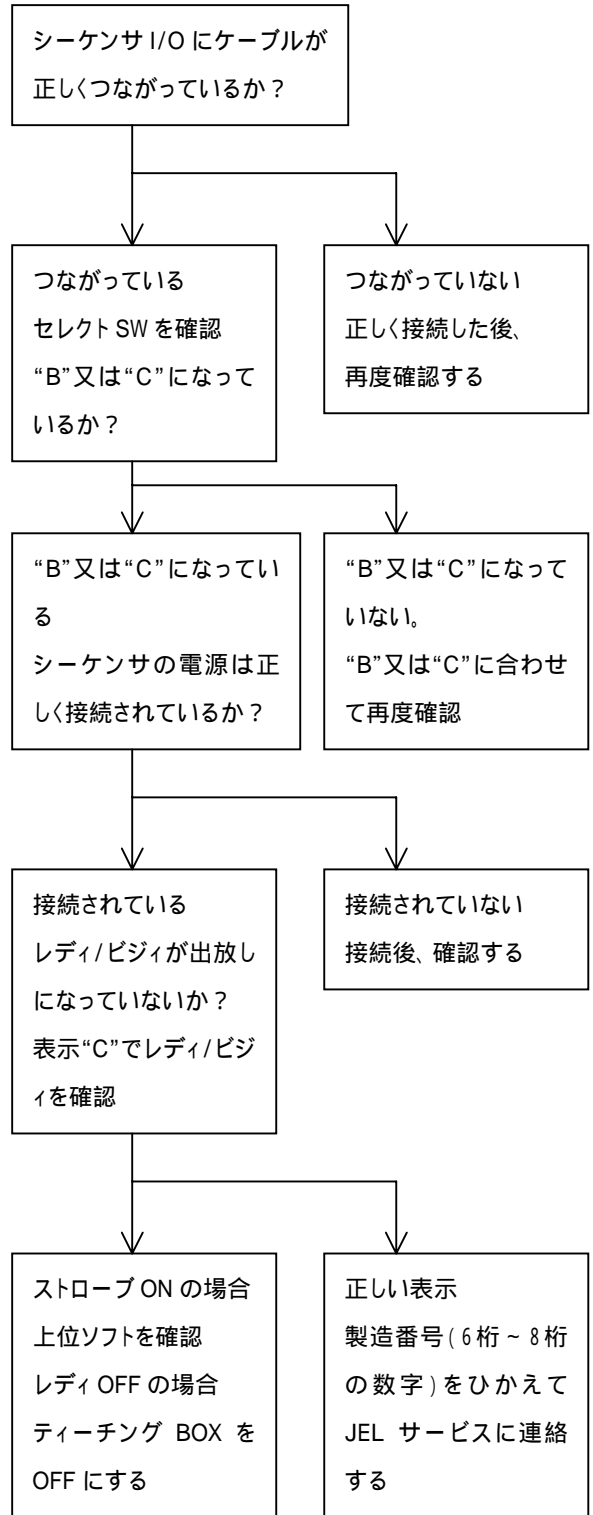 シーケンサ I/O にケーブルが
正しくつながっているか？
つながっている
セレクト SW を確認
“B”又は“C”になって
いるか？
つながっていない
正しく接続した後、
再度確認する
“B”又は“C”になってい
る
シーケンサの電源は正
しく接続されているか？
“B”又は“C”になって
いない。
“B”又は“C”に合わせ
て再度確認
接続されている
レディ/ビジィが出放し
になっていないか？
表示“C”でレディ/ビジ
ィを確認
接続されていない
接続後、確認する
ストローブ ON の場合
上位ソフトを確認
レディ OFF の場合
ティーチング BOX を
OFF にする
正しい表示
製造番号(6桁~8桁
の数字)をひかえて
JEL サービスに連絡
する